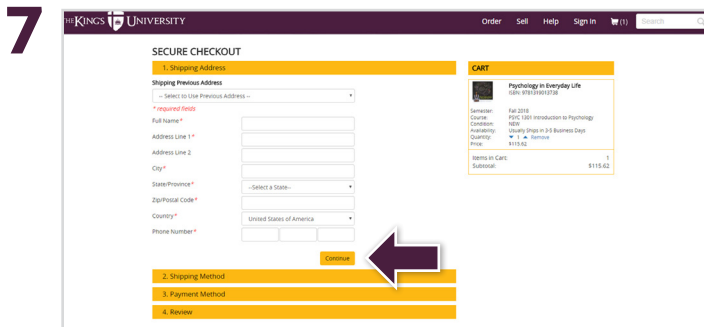 7
THE KING'S UNIVERSITY
Order Sell Help Sign In (1) Search
SECURE CHECKOUT
1. Shipping Address
Shipping Previous Address
-- Select to Use Previous Address --
* required fields
Full Name*
Address Line 1*
Address Line 2
City*
State/Province*
--Select a State--
Zip/Postal Code*
Country*
United States of America
Phone Number*
Continue
2. Shipping Method
3. Payment Method
4. Review
CART
Psychology in Everyday Life
ISBN: 9781319013738
Semester: Fall 2018
Course: PSYC 1301 Introduction to Psychology
Condition: NEW
Availability: Usually Ships in 3-5 Business Days
Quantity: 1 Remove
Price: $115.62
Items in Cart: 1
Subtotal: $115.62